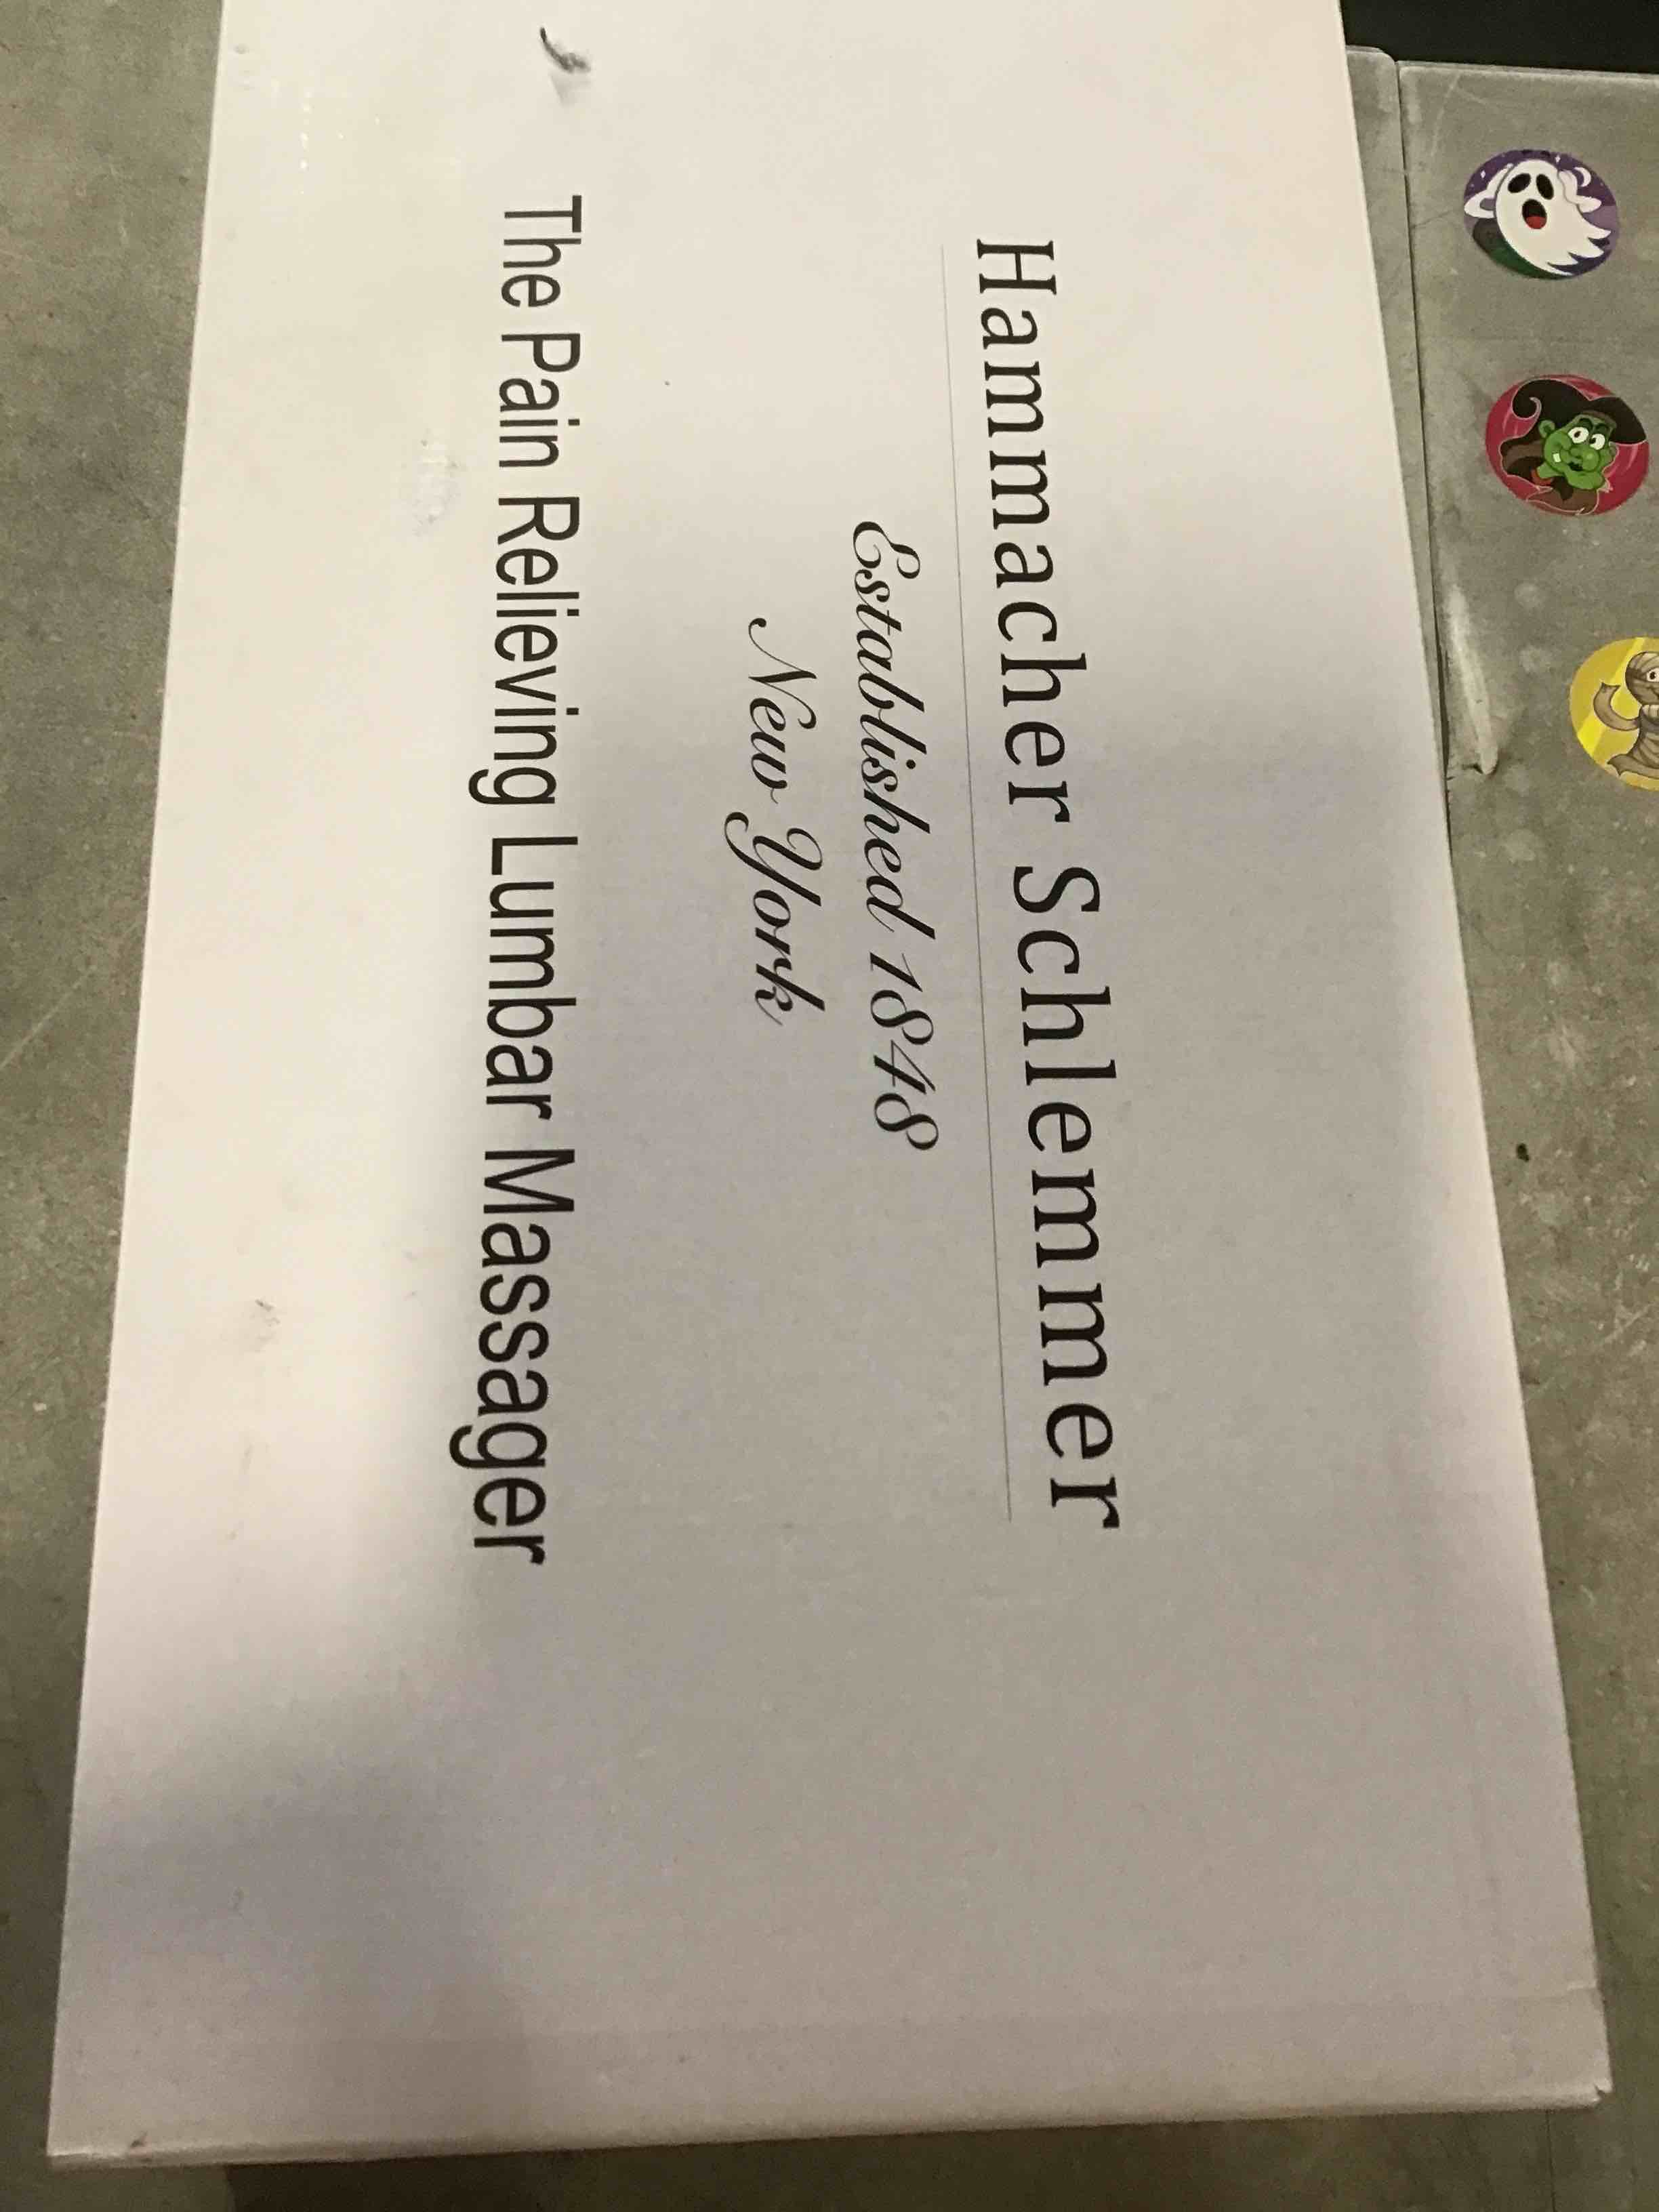 Hammacher Schlemmer
Established 1848
New York
The Pain Relieving Lumbar Massager